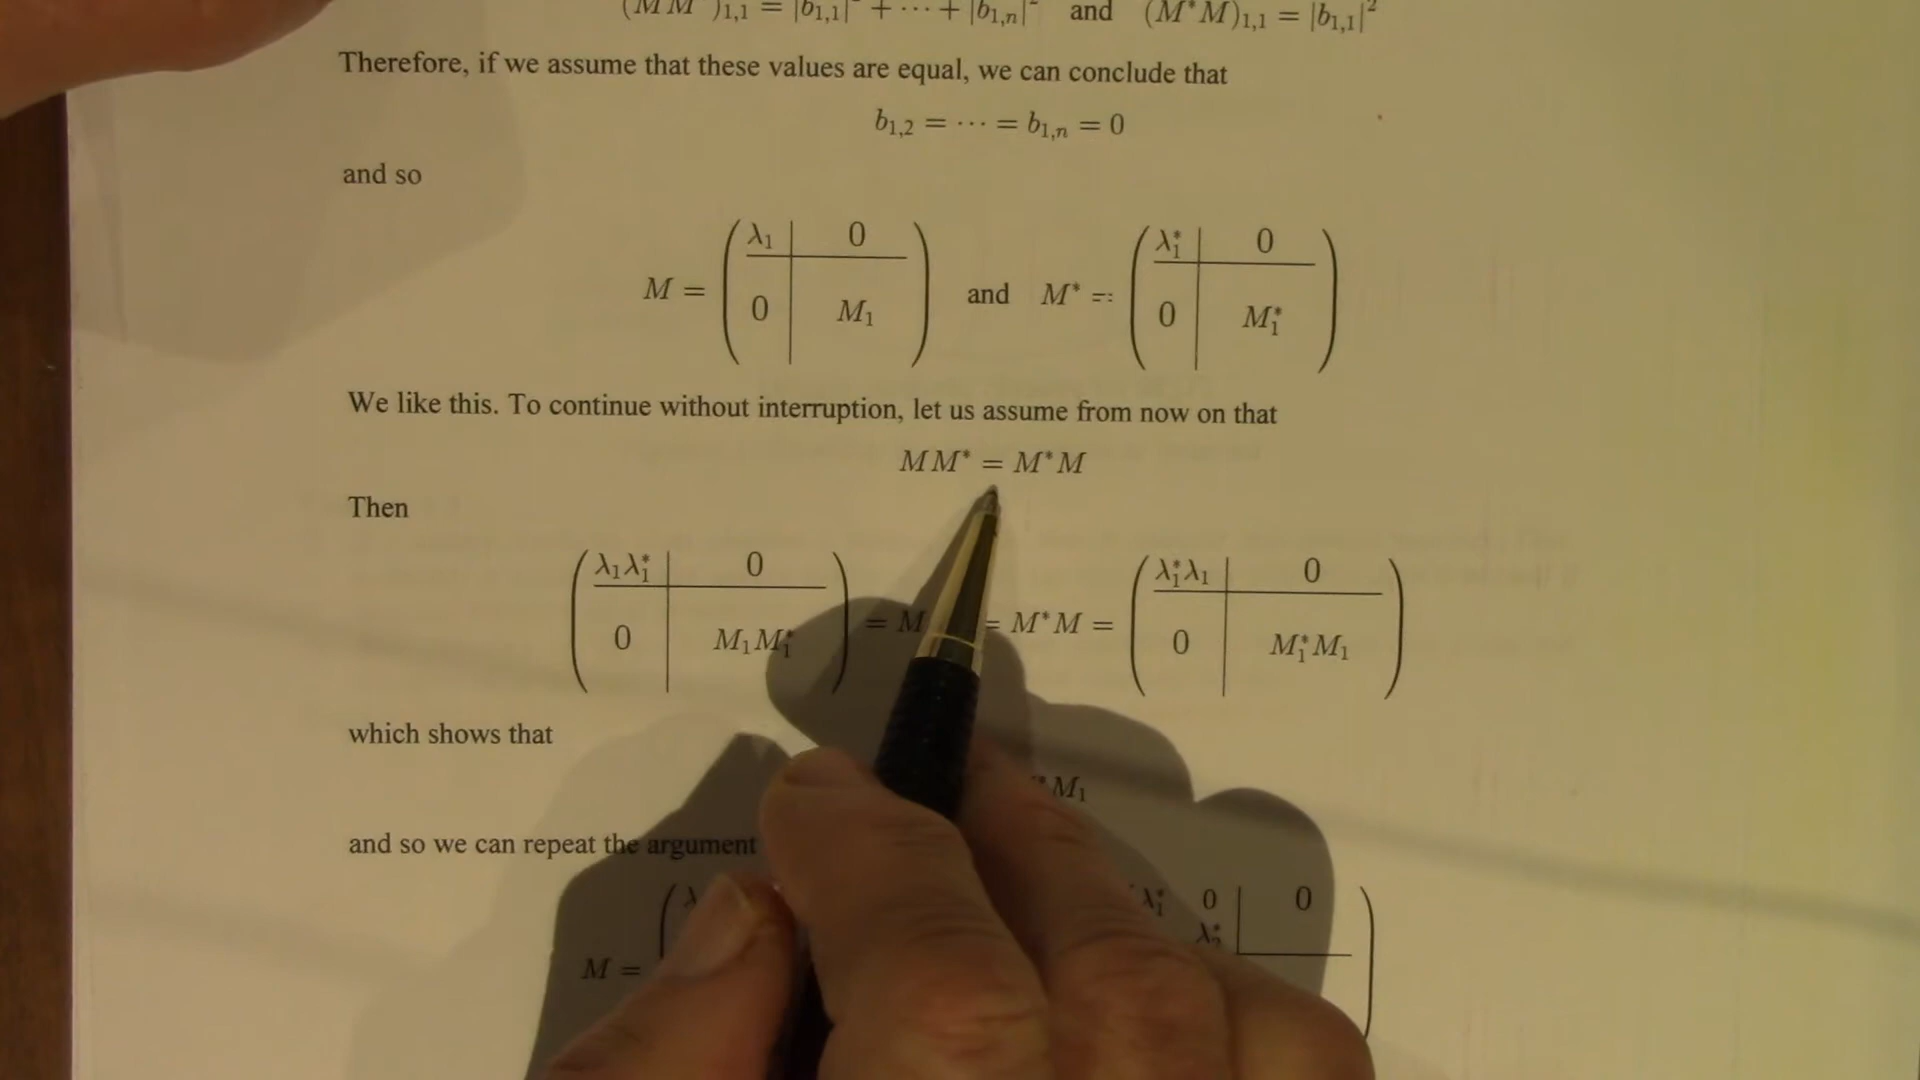 (MM*)₁,₁ = |b₁,₁|² + ⋯ + |b₁,ₙ|² and (M*M)₁,₁ = |b₁,₁|²
Therefore, if we assume that these values are equal, we can conclude that
b₁,₂ = ⋯ = b₁,ₙ = 0
and so
λ₁ | 0 λ₁* | 0
M = and M* =
0 | M₁ 0 | M₁*
We like this. To continue without interruption, let us assume from now on that
MM* = M*M
Then
λ₁λ₁* | 0 λ₁*λ₁ | 0
= M = M*M =
0 | M₁M₁* 0 | M₁*M₁
which shows that
*M₁
and so we can repeat the argument
λ λ₁* 0 | 0
λ₂*
M =